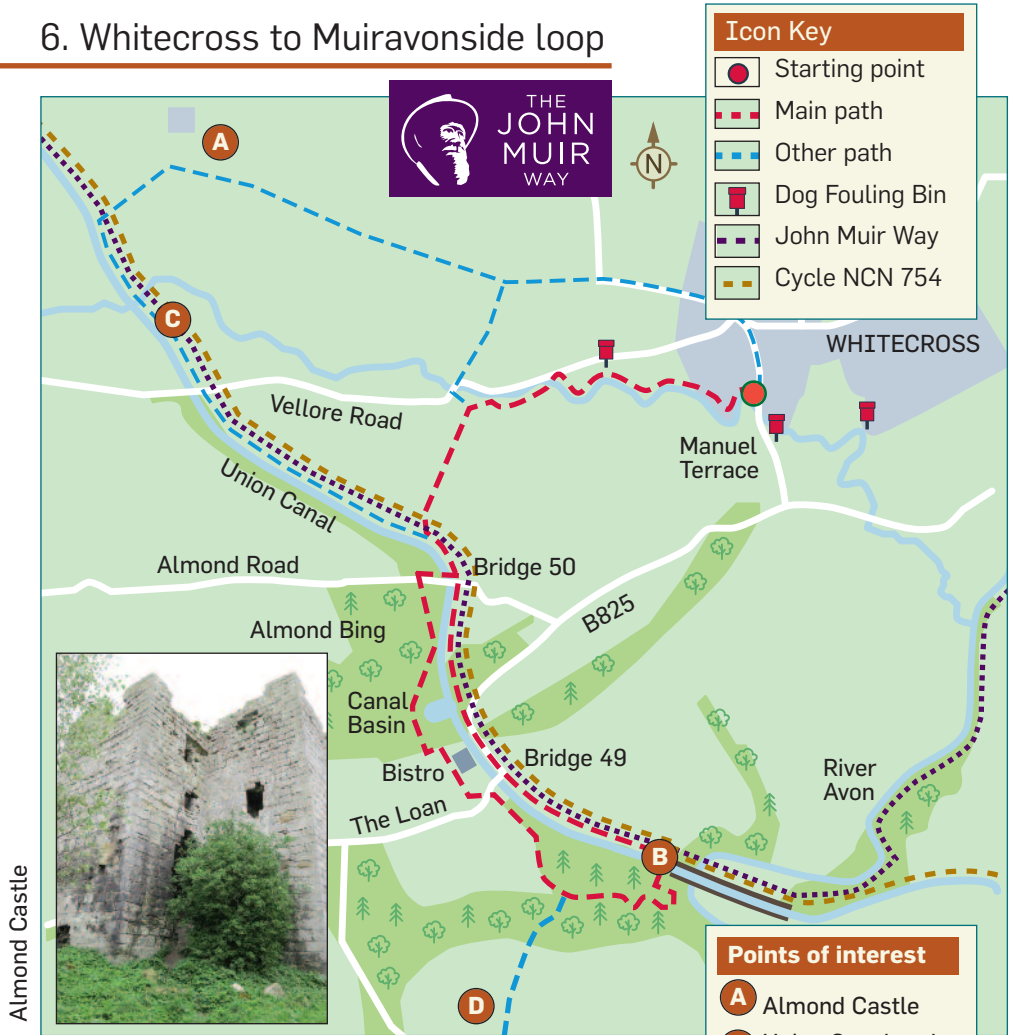 6. Whitecross to Muiravonside loop
Icon Key
Starting point
Main path
Other path
Dog Fouling Bin
John Muir Way
Cycle NCN 754
THE
JOHN
MUIR
WAY
N
A
C
WHITECROSS
Vellore Road
Manuel
Terrace
Union Canal
Almond Road
Bridge 50
B825
Almond Bing
Canal
Basin
Bistro
Bridge 49
River
Avon
The Loan
B
D
Almond Castle
Points of interest
A Almond Castle